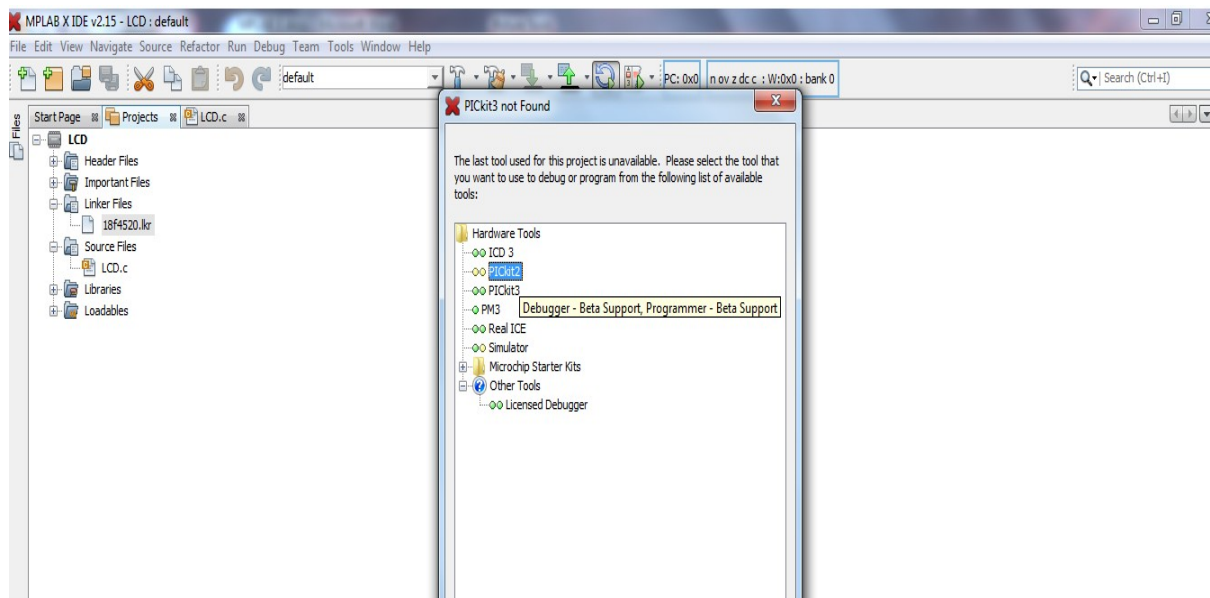 MPLAB X IDE v2.15 - LCD : default
File Edit View Navigate Source Refactor Run Debug Team Tools Window Help
default
PC: 0x0
n ov z dc c : W:0x0 : bank 0
Search (Ctrl+I)
Files
Start Page
Projects
LCD.c
LCD
Header Files
Important Files
Linker Files
18f4520.lkr
Source Files
LCD.c
Libraries
Loadables
PICkit3 not Found
The last tool used for this project is unavailable. Please select the tool that
you want to use to debug or program from the following list of available
tools:
Hardware Tools
ICD 3
PICkit2
PICkit3
PM3
Debugger - Beta Support, Programmer - Beta Support
Real ICE
Simulator
Microchip Starter Kits
Other Tools
Licensed Debugger